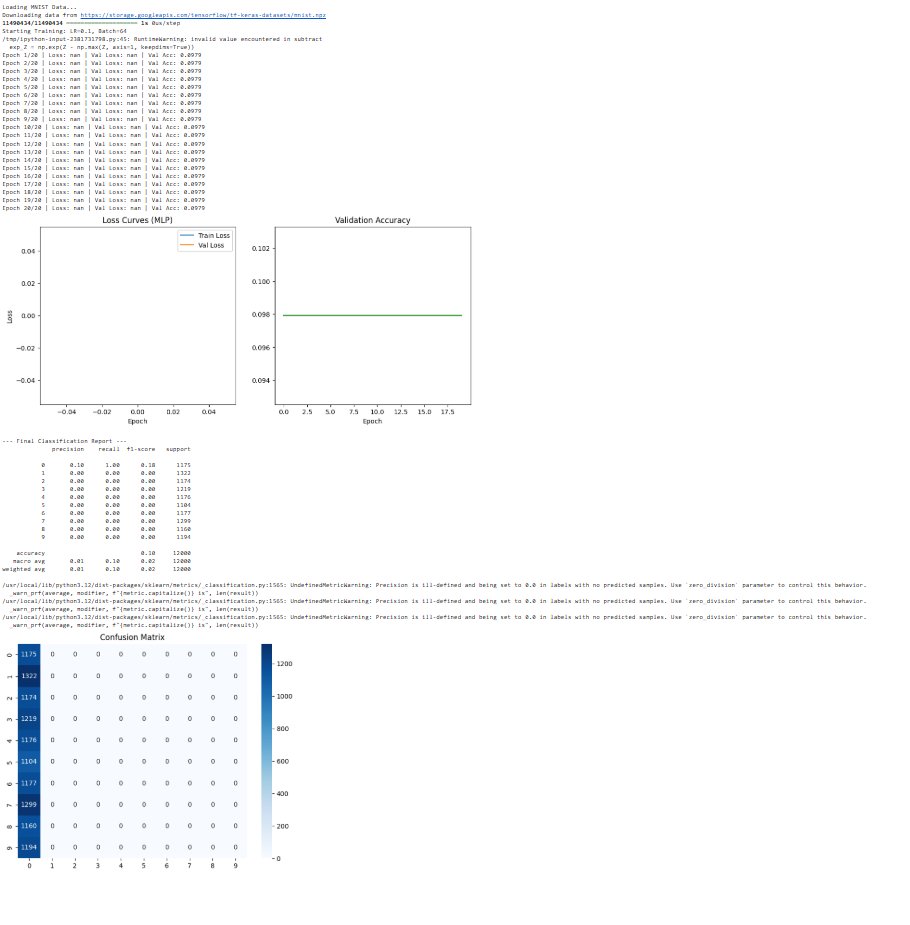 Loading MNIST Data...
Downloading data from https://storage.googleapis.com/tensorflow/tf-keras-datasets/mnist.npz
11490434/11490434 ━━━━━━━━━━━━━━━━━━━━ 1s 0us/step
Starting Training: LR=0.1, Batch=64
/tmp/ipython-input-2381731798.py:45: RuntimeWarning: invalid value encountered in subtract
exp_Z = np.exp(Z - np.max(Z, axis=1, keepdims=True))
Epoch 1/20 | Loss: nan | Val Loss: nan | Val Acc: 0.0979
Epoch 2/20 | Loss: nan | Val Loss: nan | Val Acc: 0.0979
Epoch 3/20 | Loss: nan | Val Loss: nan | Val Acc: 0.0979
Epoch 4/20 | Loss: nan | Val Loss: nan | Val Acc: 0.0979
Epoch 5/20 | Loss: nan | Val Loss: nan | Val Acc: 0.0979
Epoch 6/20 | Loss: nan | Val Loss: nan | Val Acc: 0.0979
Epoch 7/20 | Loss: nan | Val Loss: nan | Val Acc: 0.0979
Epoch 8/20 | Loss: nan | Val Loss: nan | Val Acc: 0.0979
Epoch 9/20 | Loss: nan | Val Loss: nan | Val Acc: 0.0979
Epoch 10/20 | Loss: nan | Val Loss: nan | Val Acc: 0.0979
Epoch 11/20 | Loss: nan | Val Loss: nan | Val Acc: 0.0979
Epoch 12/20 | Loss: nan | Val Loss: nan | Val Acc: 0.0979
Epoch 13/20 | Loss: nan | Val Loss: nan | Val Acc: 0.0979
Epoch 14/20 | Loss: nan | Val Loss: nan | Val Acc: 0.0979
Epoch 15/20 | Loss: nan | Val Loss: nan | Val Acc: 0.0979
Epoch 16/20 | Loss: nan | Val Loss: nan | Val Acc: 0.0979
Epoch 17/20 | Loss: nan | Val Loss: nan | Val Acc: 0.0979
Epoch 18/20 | Loss: nan | Val Loss: nan | Val Acc: 0.0979
Epoch 19/20 | Loss: nan | Val Loss: nan | Val Acc: 0.0979
Epoch 20/20 | Loss: nan | Val Loss: nan | Val Acc: 0.0979
Loss Curves (MLP)
Train Loss
Val Loss
0.04
0.02
0.00
−0.02
−0.04
Loss
−0.04 −0.02 0.00 0.02 0.04
Epoch
Validation Accuracy
0.102
0.100
0.098
0.096
0.094
0.0 2.5 5.0 7.5 10.0 12.5 15.0 17.5
Epoch
--- Final Classification Report ---
precision recall f1-score support
0 0.10 1.00 0.18 1175
1 0.00 0.00 0.00 1322
2 0.00 0.00 0.00 1174
3 0.00 0.00 0.00 1219
4 0.00 0.00 0.00 1176
5 0.00 0.00 0.00 1104
6 0.00 0.00 0.00 1177
7 0.00 0.00 0.00 1299
8 0.00 0.00 0.00 1160
9 0.00 0.00 0.00 1194
accuracy 0.10 12000
macro avg 0.01 0.10 0.02 12000
weighted avg 0.01 0.10 0.02 12000
/usr/local/lib/python3.12/dist-packages/sklearn/metrics/_classification.py:1565: UndefinedMetricWarning: Precision is ill-defined and being set to 0.0 in labels with no predicted samples. Use `zero_division` parameter to control this behavior.
_warn_prf(average, modifier, f"{metric.capitalize()} is", len(result))
/usr/local/lib/python3.12/dist-packages/sklearn/metrics/_classification.py:1565: UndefinedMetricWarning: Precision is ill-defined and being set to 0.0 in labels with no predicted samples. Use `zero_division` parameter to control this behavior.
_warn_prf(average, modifier, f"{metric.capitalize()} is", len(result))
/usr/local/lib/python3.12/dist-packages/sklearn/metrics/_classification.py:1565: UndefinedMetricWarning: Precision is ill-defined and being set to 0.0 in labels with no predicted samples. Use `zero_division` parameter to control this behavior.
_warn_prf(average, modifier, f"{metric.capitalize()} is", len(result))
Confusion Matrix
0 1175 0 0 0 0 0 0 0 0 0
1 1322 0 0 0 0 0 0 0 0 0
2 1174 0 0 0 0 0 0 0 0 0
3 1219 0 0 0 0 0 0 0 0 0
4 1176 0 0 0 0 0 0 0 0 0
5 1104 0 0 0 0 0 0 0 0 0
6 1177 0 0 0 0 0 0 0 0 0
7 1299 0 0 0 0 0 0 0 0 0
8 1160 0 0 0 0 0 0 0 0 0
9 1194 0 0 0 0 0 0 0 0 0
0 1 2 3 4 5 6 7 8 9
1200
1000
800
600
400
200
0